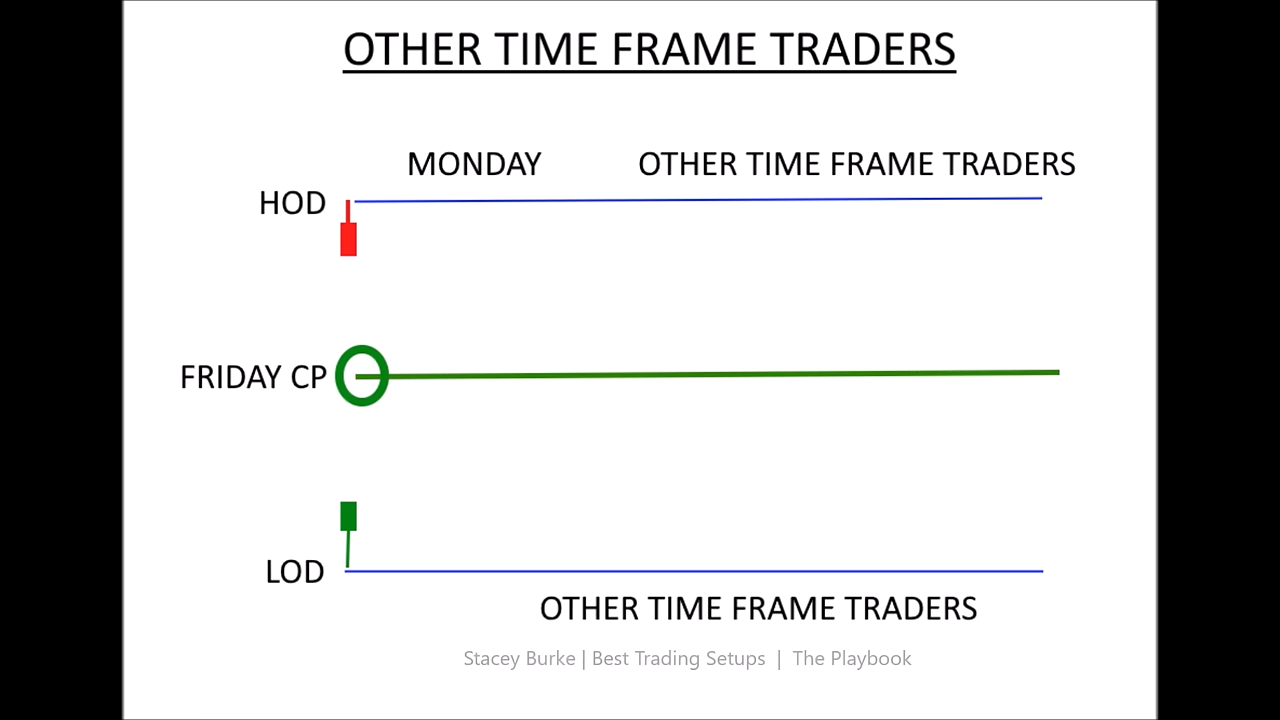 OTHER TIME FRAME TRADERS
MONDAY OTHER TIME FRAME TRADERS
HOD
FRIDAY CP
LOD
OTHER TIME FRAME TRADERS
Stacey Burke | Best Trading Setups | The Playbook